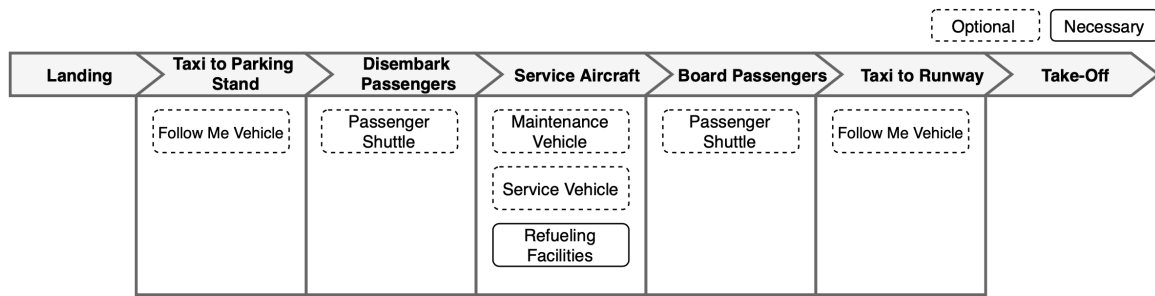 Optional
Necessary
Landing
Taxi to Parking
Stand
Disembark
Passengers
Service Aircraft
Board Passengers
Taxi to Runway
Take-Off
Follow Me Vehicle
Passenger
Shuttle
Maintenance
Vehicle
Service Vehicle
Refueling
Facilities
Passenger
Shuttle
Follow Me Vehicle